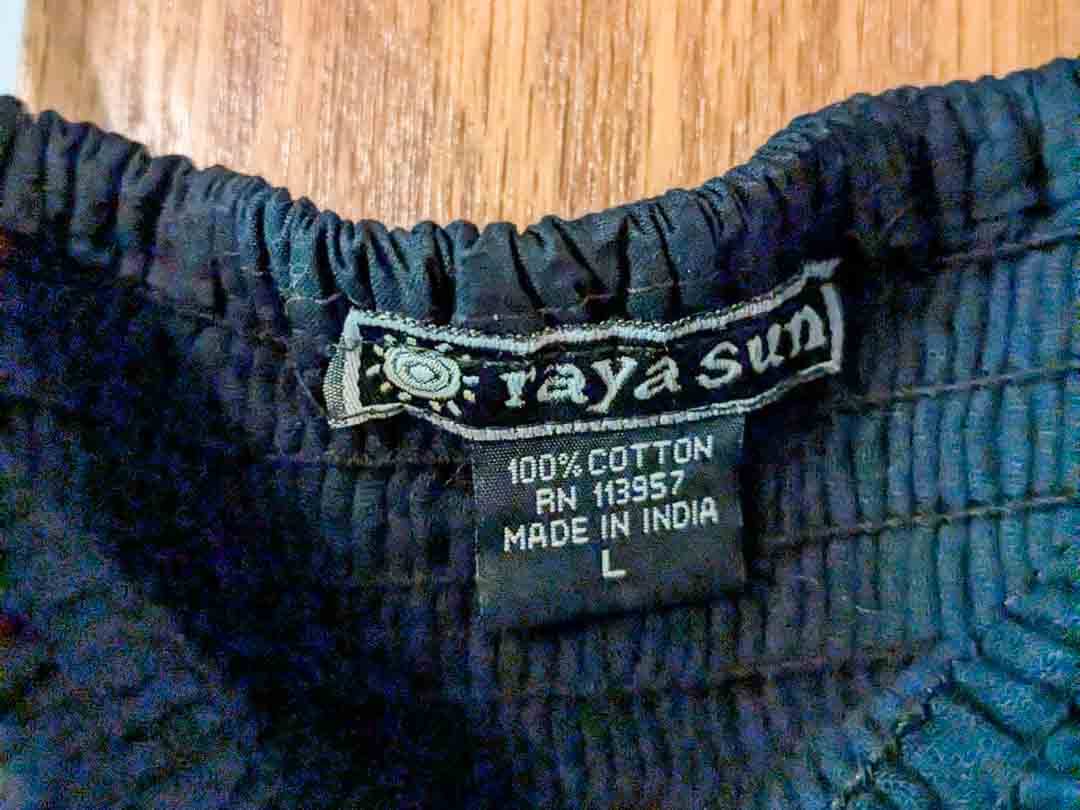 raya sun
100% COTTON
RN 113957
MADE IN INDIA
L